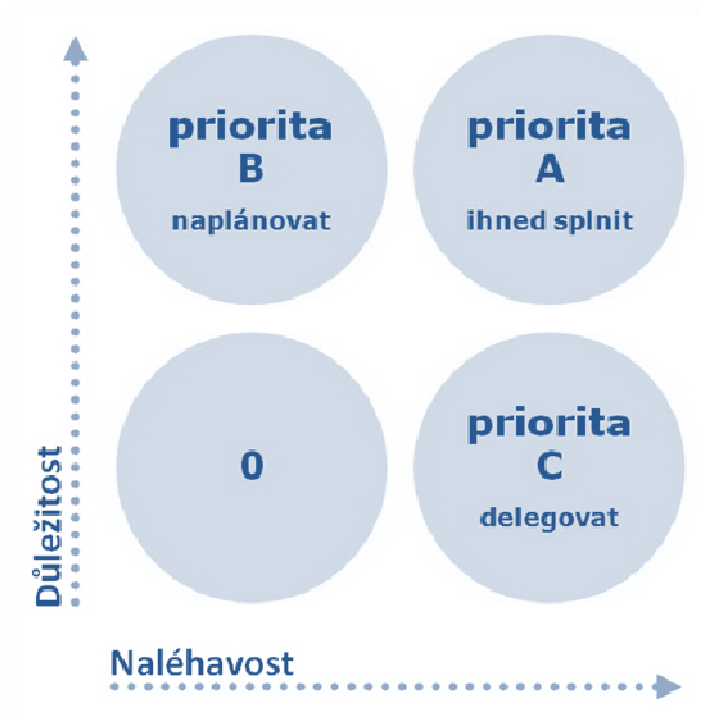 priorita
B
naplánovat
priorita
A
ihned splnit
0
priorita
C
delegovat
Důležitost
Naléhavost